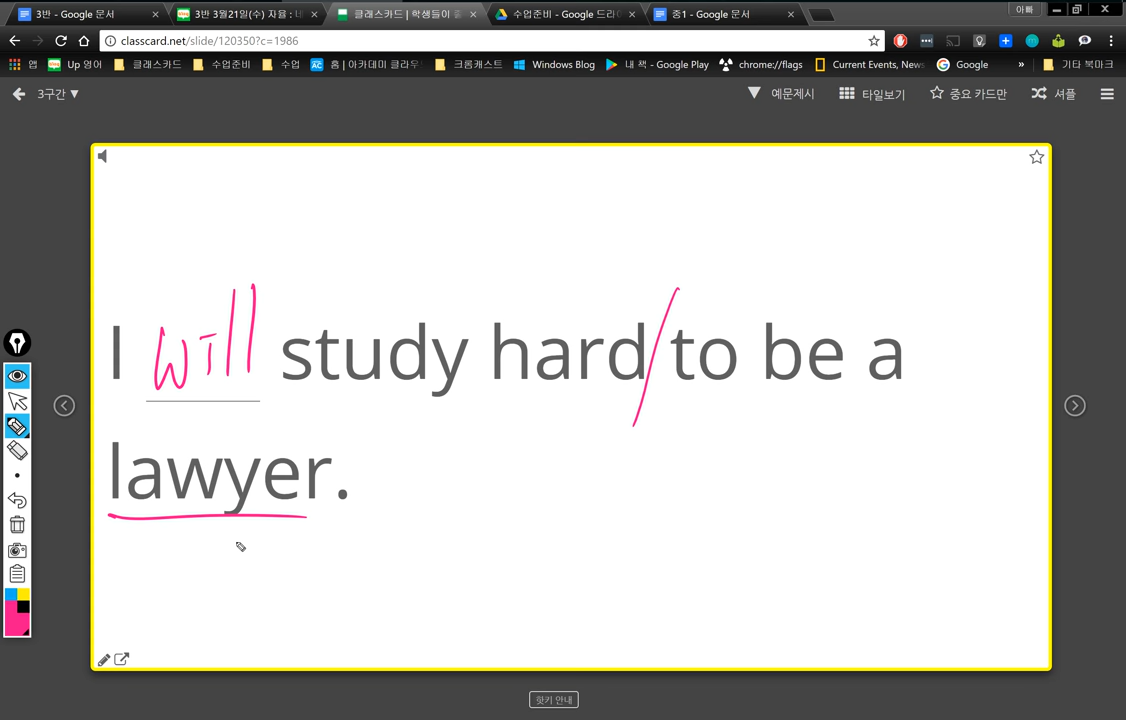 3반 - Google 문서
3반 3월21일(수) 자율 : 네
클래스카드 | 학생들이 좋
수업준비 - Google 드라이
중1 - Google 문서
아빠
classcard.net/slide/120350?c=1986
앱
Up 영어
클래스카드
수업준비
수업
홈 | 아카데미 클라우
크롬캐스트
Windows Blog
내 책 - Google Play
chrome://flags
Current Events, News
Google
»
기타 북마크
3구간 ▼
예문제시
타일보기
중요 카드만
셔플
I will study hard/to be a
lawyer.
핫키 안내